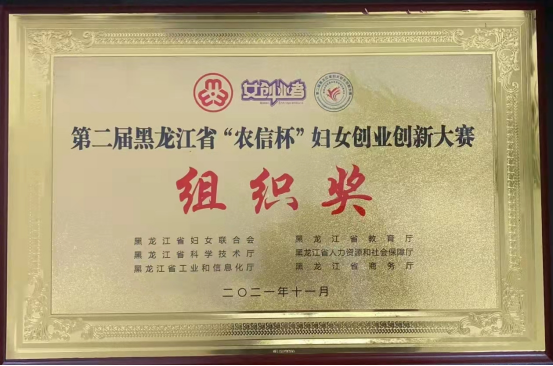 女创业者
第二届黑龙江省“农信杯”妇女创业创新大赛
组织奖
黑龙江省妇女联合会 黑龙江省教育厅
黑龙江省科学技术厅 黑龙江省人力资源和社会保障厅
黑龙江省工业和信息化厅 黑龙江省商务厅
二〇二一年十一月